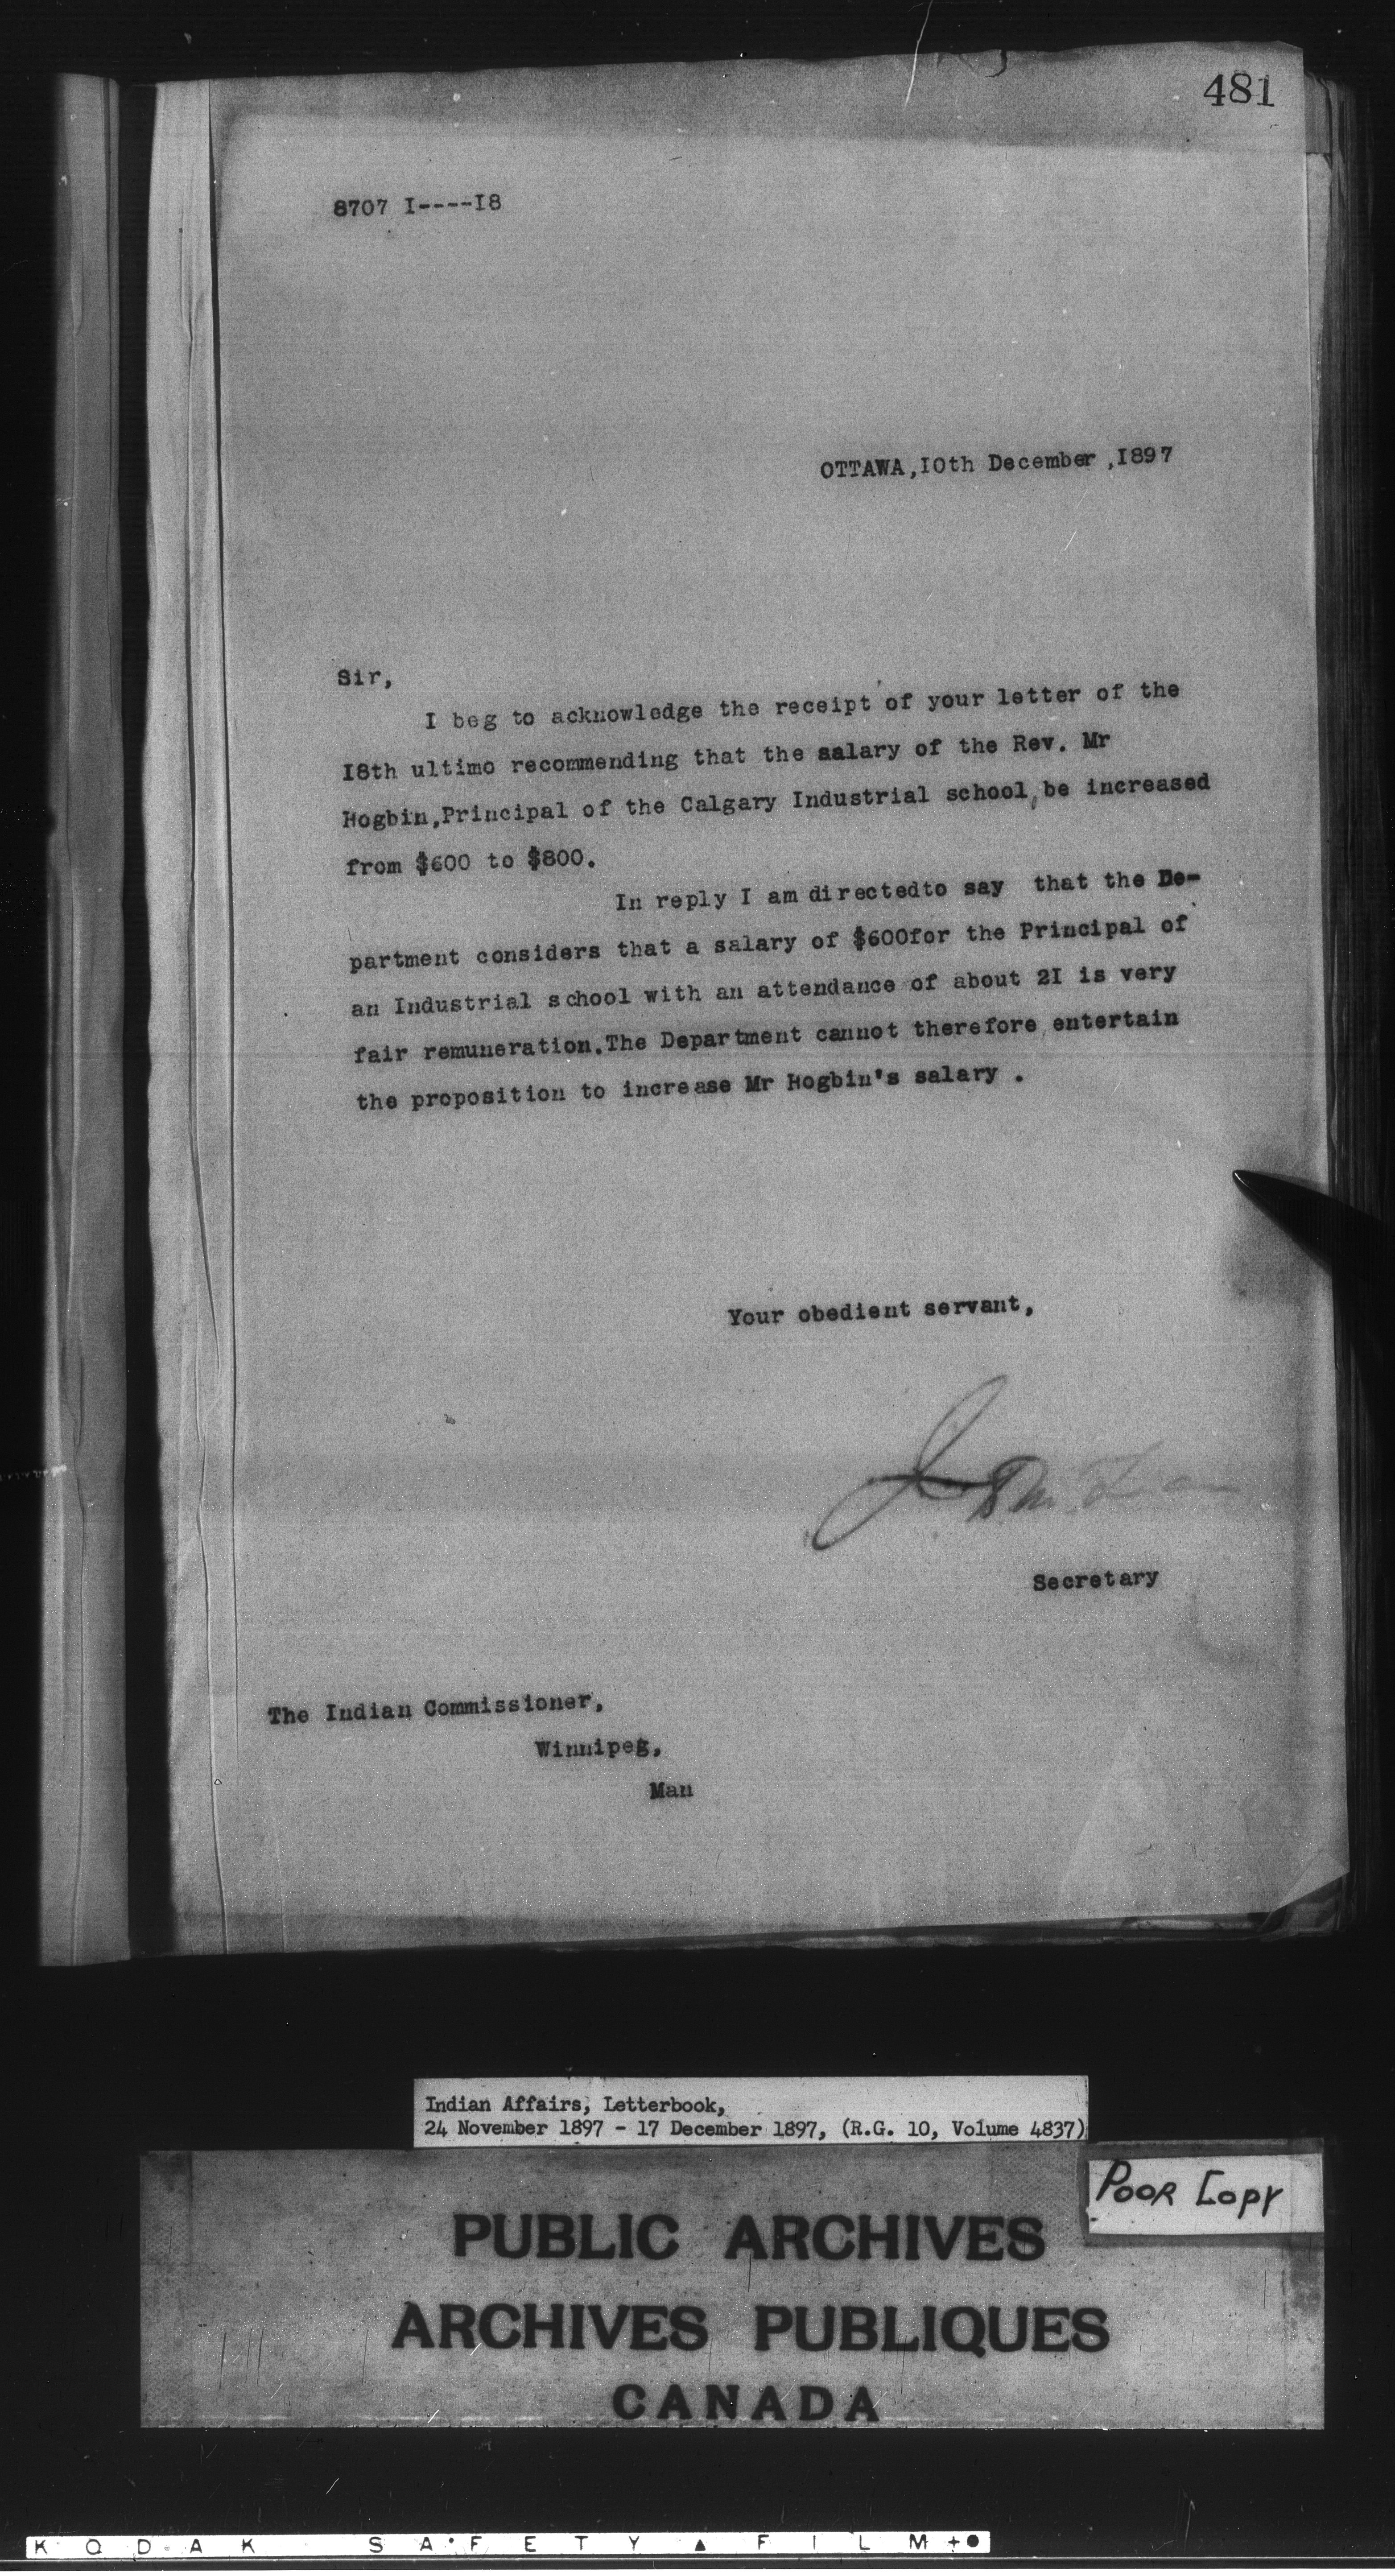 481
8707 I----I8
OTTAWA,I0th December ,I897
Sir,
I beg to acknowledge the receipt of your letter of the
I8th ultimo recommending that the salary of the Rev. Mr
Hogbin,Principal of the Calgary Industrial school,be increased
from $600 to $800.
In reply I am directedto say that the De-
partment considers that a salary of $600for the Principal of
an Industrial school with an attendance of about 2I is very
fair remuneration.The Department cannot therefore entertain
the proposition to increase Mr Hogbin's salary .
Your obedient servant,
Secretary
The Indian Commissioner,
Winnipeg,
Man
Indian Affairs, Letterbook,
24 November 1897 - 17 December 1897, (R.G. 10, Volume 4837)
POOR COPY
PUBLIC ARCHIVES
ARCHIVES PUBLIQUES
CANADA
KODAK SAFETY ▲ FILM +●